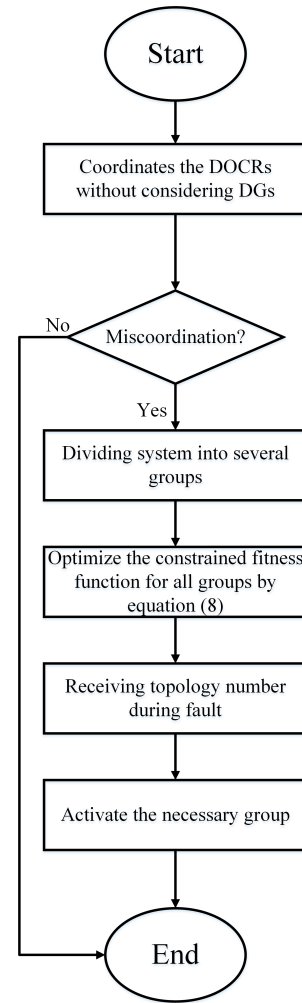 Start
Coordinates the DOCRs
without considering DGs
No
Miscoordination?
Yes
Dividing system into several
groups
Optimize the constrained fitness
function for all groups by
equation (8)
Receiving topology number
during fault
Activate the necessary group
End